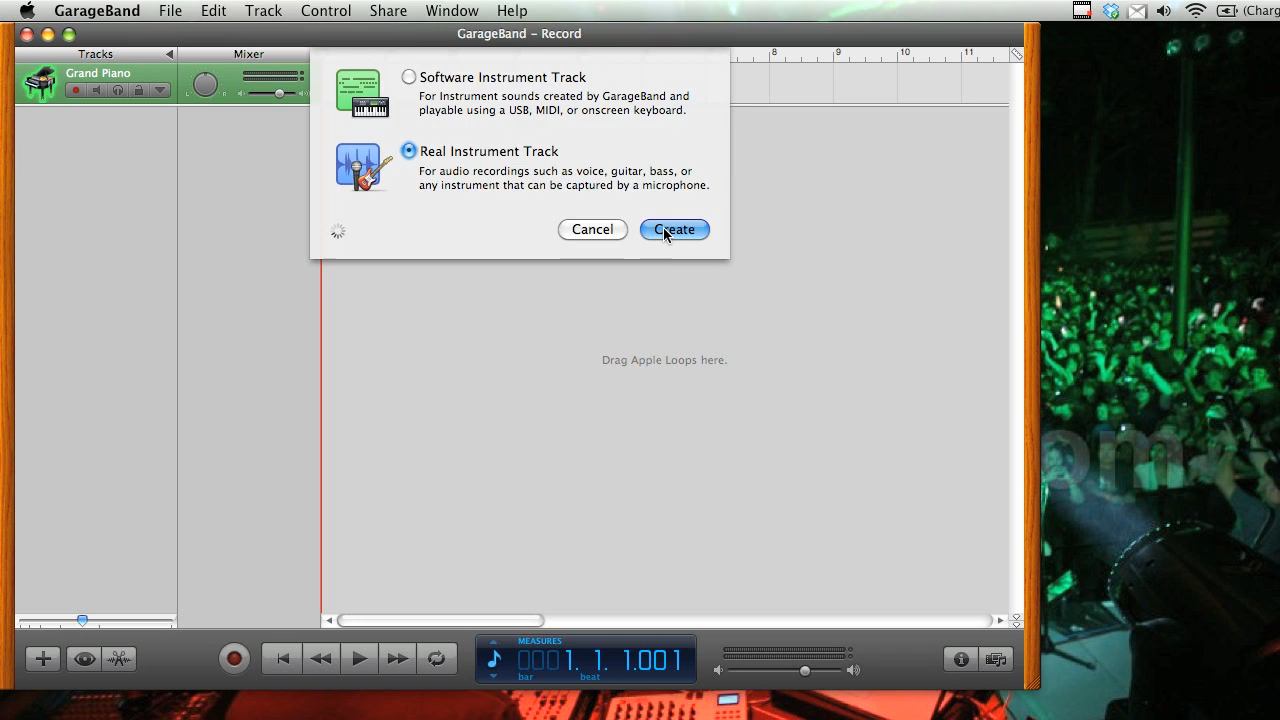 GarageBand File Edit Track Control Share Window Help (Charg
GarageBand – Record
Tracks Mixer
8 9 10 11
Grand Piano
L R
Software Instrument Track
For Instrument sounds created by GarageBand and
playable using a USB, MIDI, or onscreen keyboard.
Real Instrument Track
For audio recordings such as voice, guitar, bass, or
any instrument that can be captured by a microphone.
Cancel Create
Drag Apple Loops here.
om
MEASURES
0001. 1. 1.001
bar beat